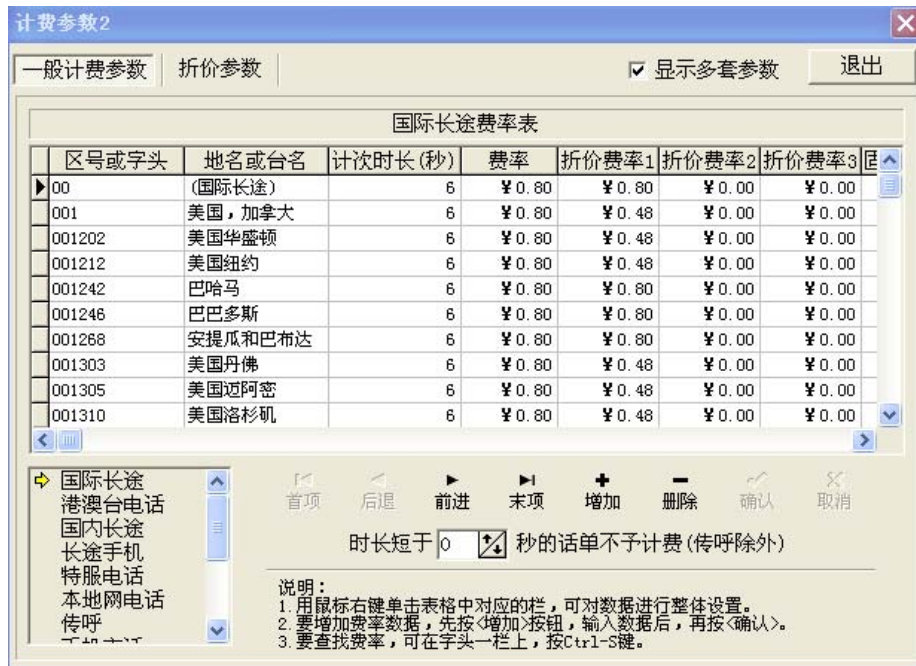 计费参数2
一般计费参数 折价参数 显示多套参数 退出
国际长途费率表
区号或字头 地名或台名 计次时长(秒) 费率 折价费率1 折价费率2 折价费率3
00 (国际长途) 6 ¥0.80 ¥0.80 ¥0.00 ¥0.00
001 美国，加拿大 6 ¥0.80 ¥0.48 ¥0.00 ¥0.00
001202 美国华盛顿 6 ¥0.80 ¥0.48 ¥0.00 ¥0.00
001212 美国纽约 6 ¥0.80 ¥0.48 ¥0.00 ¥0.00
001242 巴哈马 6 ¥0.80 ¥0.80 ¥0.00 ¥0.00
001246 巴巴多斯 6 ¥0.80 ¥0.80 ¥0.00 ¥0.00
001268 安提瓜和巴布达 6 ¥0.80 ¥0.80 ¥0.00 ¥0.00
001303 美国丹佛 6 ¥0.80 ¥0.48 ¥0.00 ¥0.00
001305 美国迈阿密 6 ¥0.80 ¥0.48 ¥0.00 ¥0.00
001310 美国洛杉矶 6 ¥0.80 ¥0.48 ¥0.00 ¥0.00
国际长途
港澳台电话
国内长途
长途手机
特服电话
本地网电话
传呼
首项 后退 前进 末项 增加 删除 确认 取消
时长短于 0 秒的话单不予计费(传呼除外)
说明：
1.用鼠标右键单击表格中对应的栏，可对数据进行整体设置。
2.要增加费率数据，先按<增加>按钮，输入数据后，再按<确认>。
3.要查找费率，可在字头一栏上，按Ctrl-S键。